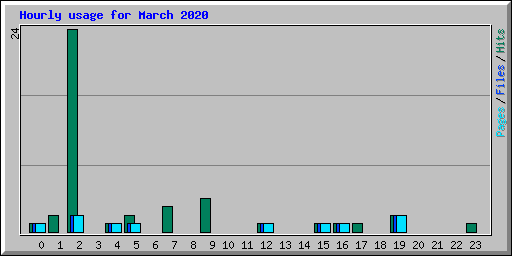 Hourly usage for March 2020
24
Pages/Files/Hits
0 1 2 3 4 5 6 7 8 9 10 11 12 13 14 15 16 17 18 19 20 21 22 23